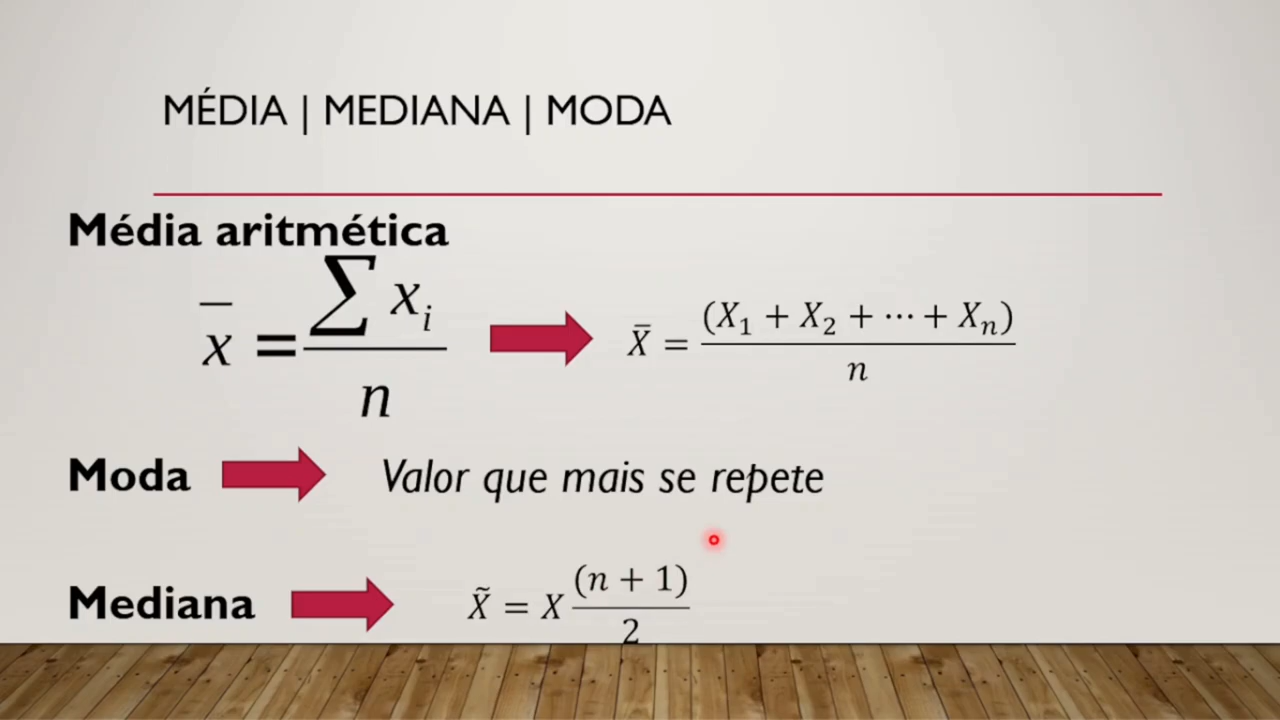 MÉDIA | MEDIANA | MODA
Média aritmética
x̄ = ∑ xᵢ / n
X̄ = (X₁ + X₂ + ⋯ + Xₙ) / n
Moda
Valor que mais se repete
Mediana
X̃ = X (n + 1) / 2